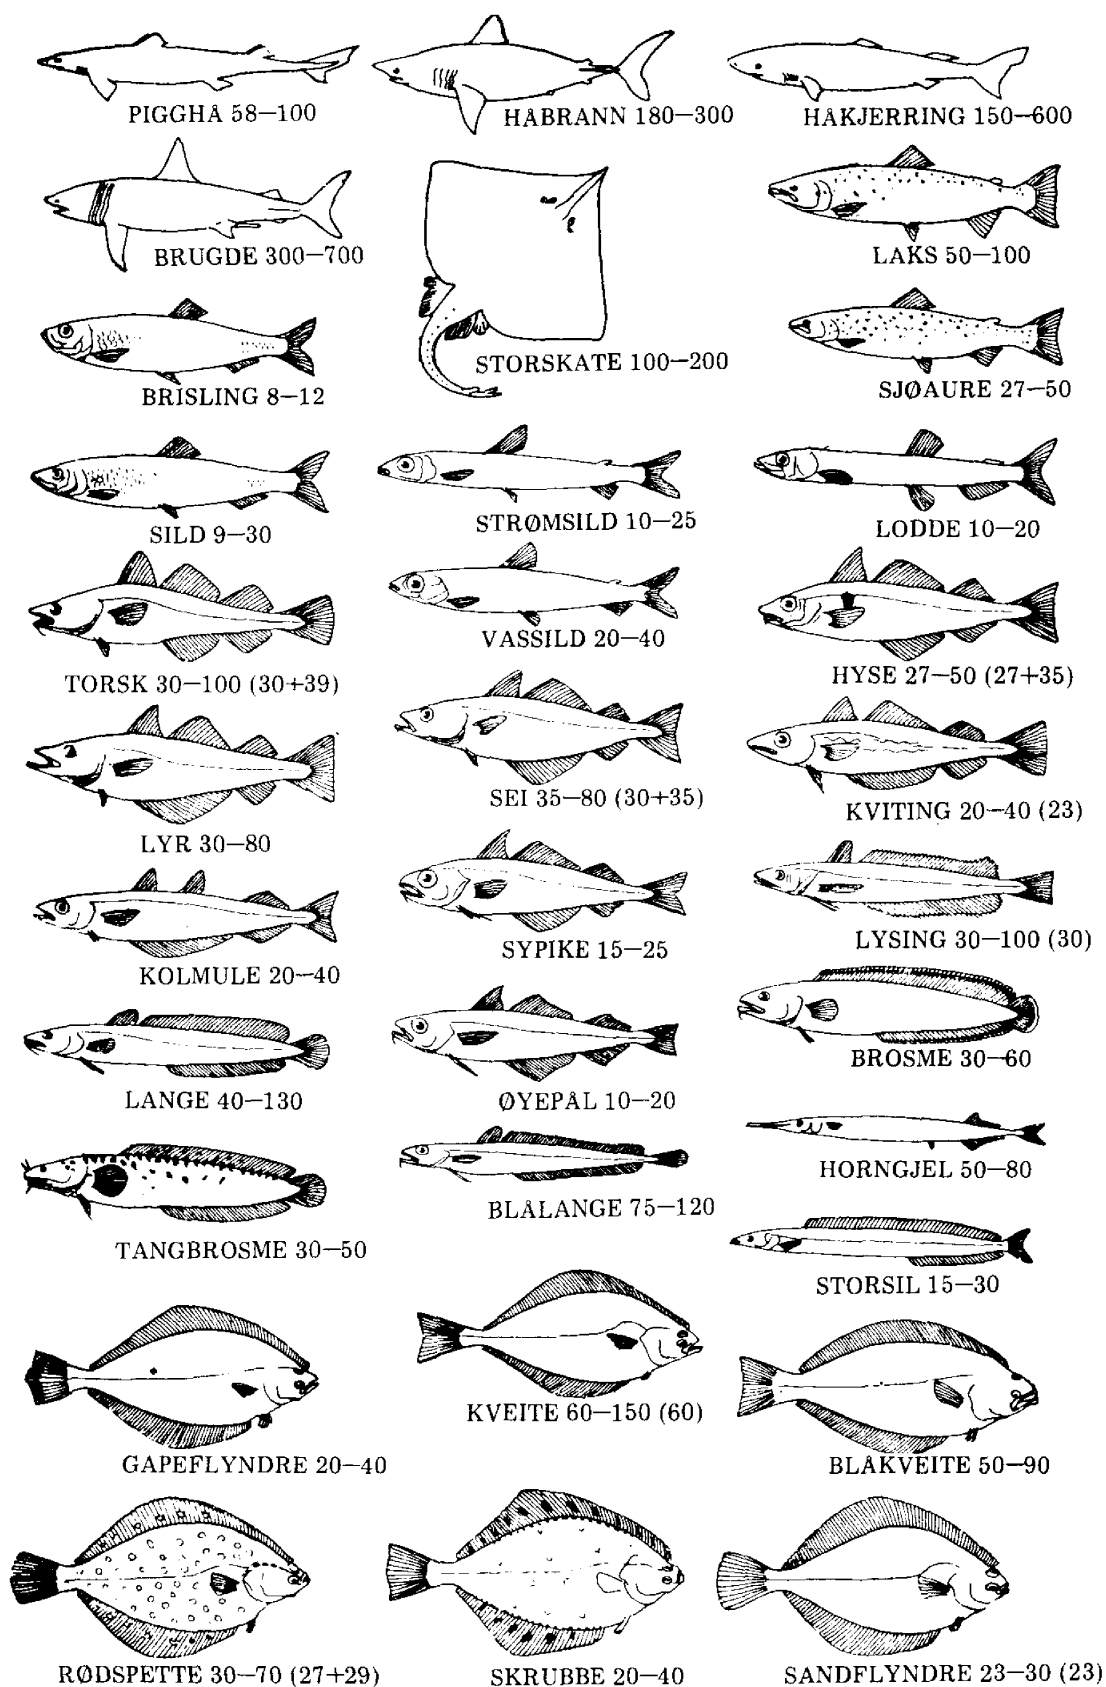 PIGGHÅ 58—100
HÅBRANN 180—300
HÅKJERRING 150—600
BRUGDE 300—700
LAKS 50—100
STORSKATE 100—200
BRISLING 8—12
SJØAURE 27—50
SILD 9—30
STRØMSILD 10—25
LODDE 10—20
VASSILD 20—40
TORSK 30—100 (30+39)
HYSE 27—50 (27+35)
SEI 35—80 (30+35)
KVITING 20—40 (23)
LYR 30—80
KOLMULE 20—40
SYPIKE 15—25
LYSING 30—100 (30)
LANGE 40—130
ØYEPÅL 10—20
BROSME 30—60
HORNGJEL 50—80
TANGBROSME 30—50
BLÅLANGE 75—120
STORSIL 15—30
GAPEFLYNDRE 20—40
KVEITE 60—150 (60)
BLÅKVEITE 50—90
RØDSPETTE 30—70 (27+29)
SKRUBBE 20—40
SANDFLYNDRE 23—30 (23)